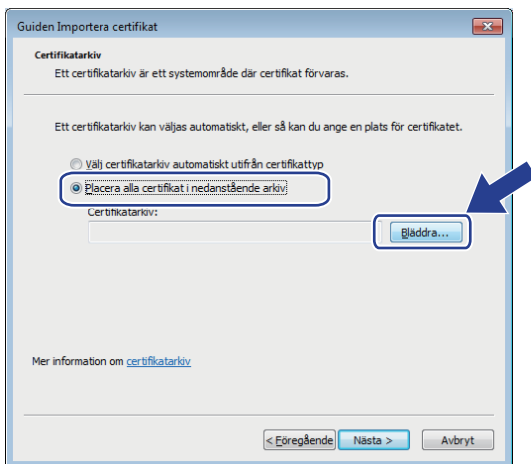 Guiden Importera certifikat
Certifikatarkiv
Ett certifikatarkiv är ett systemområde där certifikat förvaras.
Ett certifikatarkiv kan väljas automatiskt, eller så kan du ange en plats för certifikatet.
Välj certifikatarkiv automatiskt utifrån certifikattyp
Placera alla certifikat i nedanstående arkiv
Certifikatarkiv:
Bläddra...
Mer information om certifikatarkiv
< Föregående Nästa > Avbryt